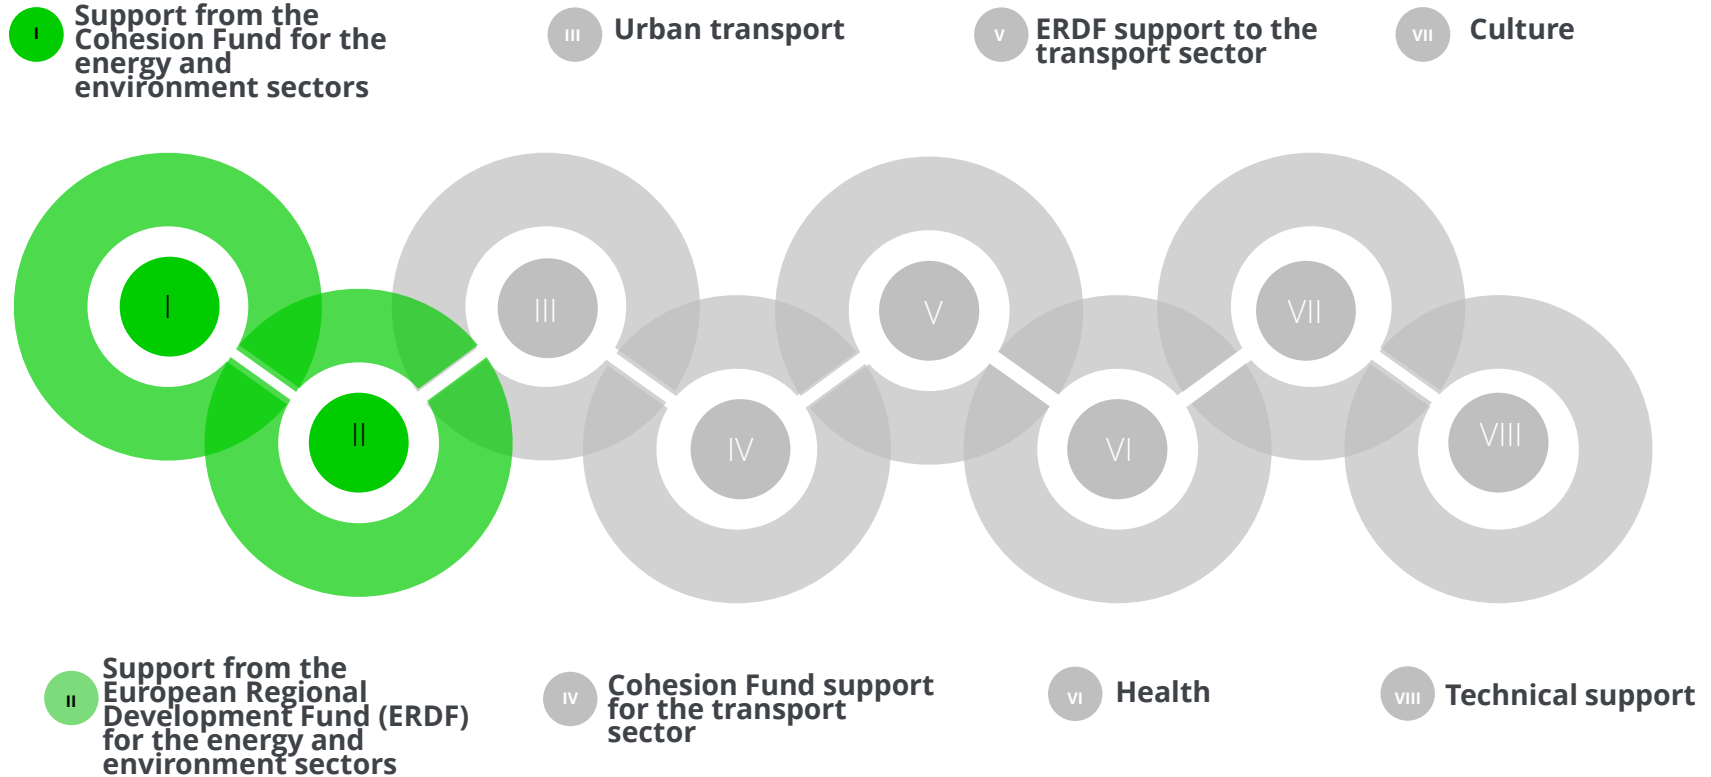 I
Support from the
Cohesion Fund for the
energy and
environment sectors
III
Urban transport
V
ERDF support to the
transport sector
VII
Culture
I
II
III
IV
V
VI
VII
VIII
II
Support from the
European Regional
Development Fund (ERDF)
for the energy and
environment sectors
IV
Cohesion Fund support
for the transport
sector
VI
Health
VIII
Technical support